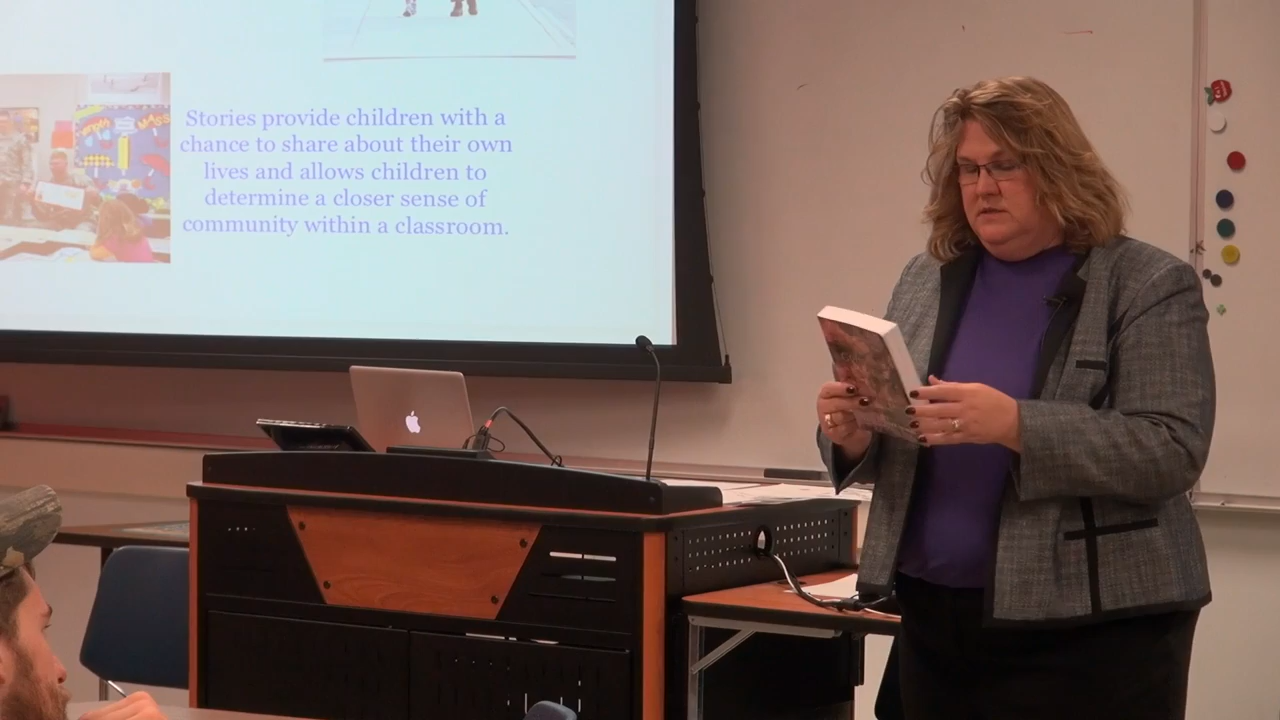 Stories provide children with a
chance to share about their own
lives and allows children to
determine a closer sense of
community within a classroom.